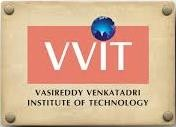 VVIT
VASIREDDY VENKATADRI
INSTITUTE OF TECHNOLOGY